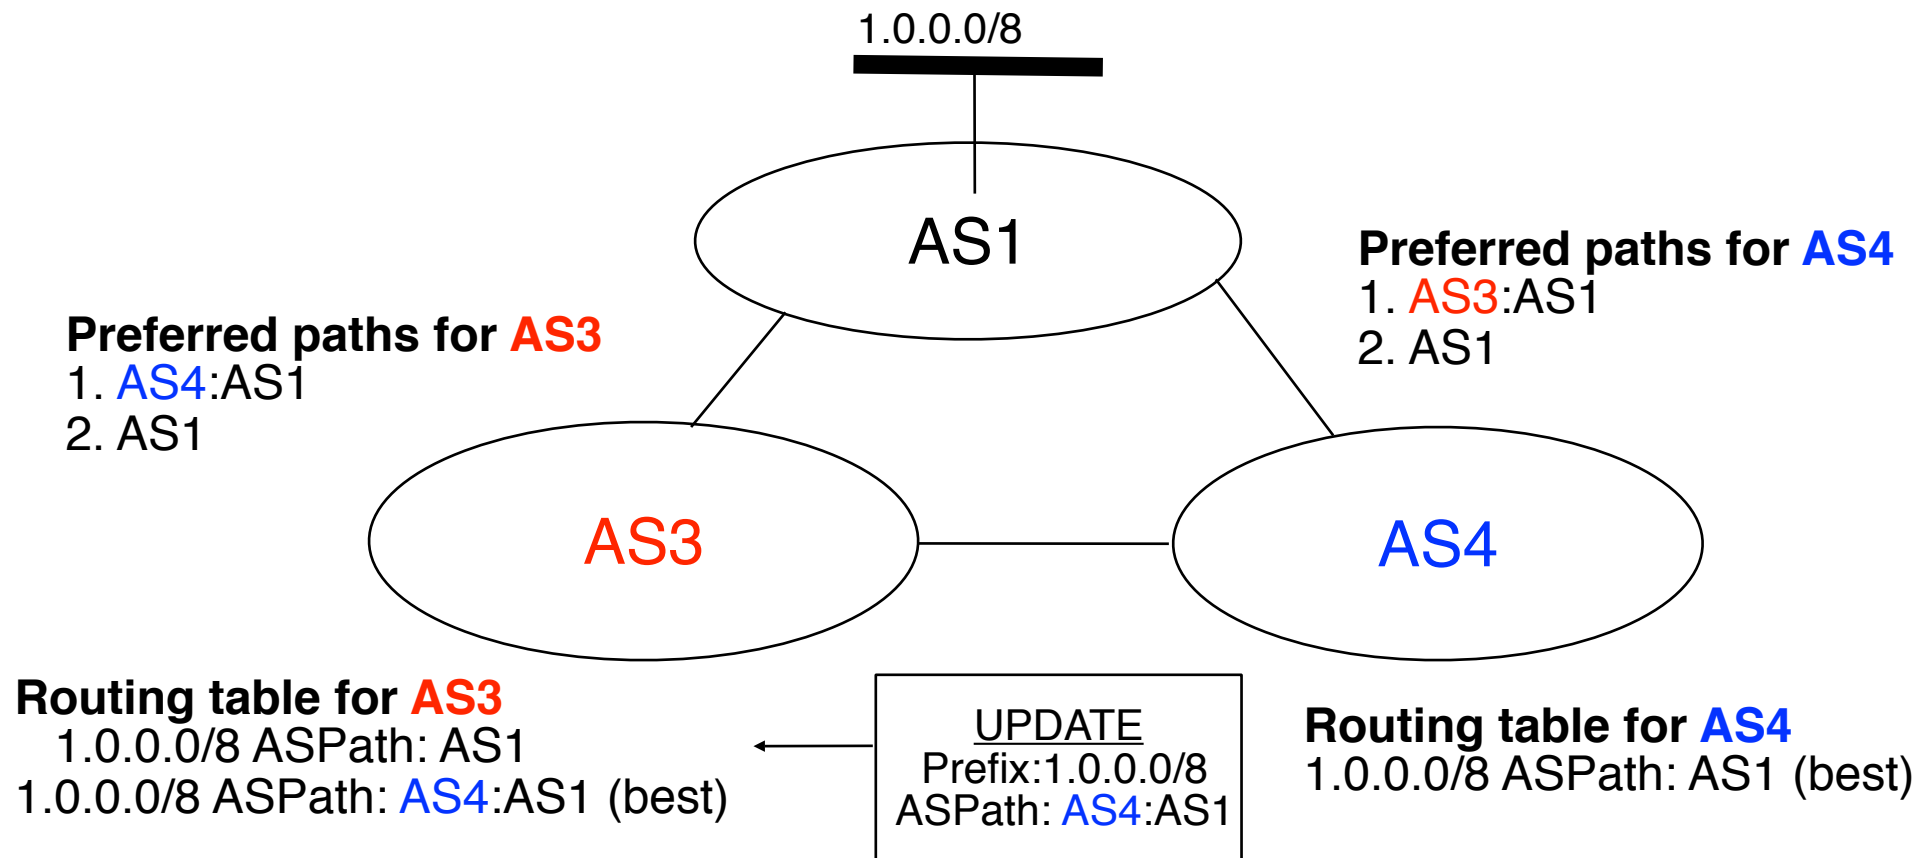 1.0.0.0/8
AS1
Preferred paths for AS4
1. AS3:AS1
2. AS1
Preferred paths for AS3
1. AS4:AS1
2. AS1
AS3
AS4
Routing table for AS3
1.0.0.0/8 ASPath: AS1
1.0.0.0/8 ASPath: AS4:AS1 (best)
UPDATE
Prefix:1.0.0.0/8
ASPath: AS4:AS1
Routing table for AS4
1.0.0.0/8 ASPath: AS1 (best)